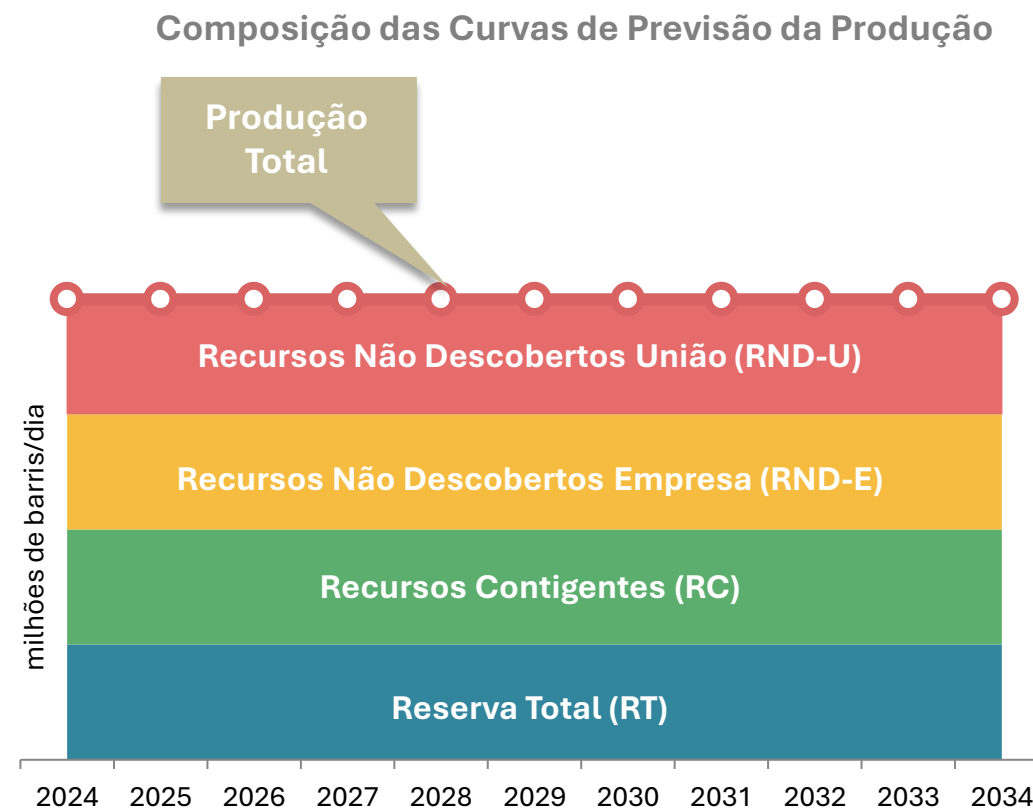 Composição das Curvas de Previsão da Produção
Produção
Total
Recursos Não Descobertos União (RND-U)
Recursos Não Descobertos Empresa (RND-E)
Recursos Contigentes (RC)
Reserva Total (RT)
milhões de barris/dia
2024 2025 2026 2027 2028 2029 2030 2031 2032 2033 2034